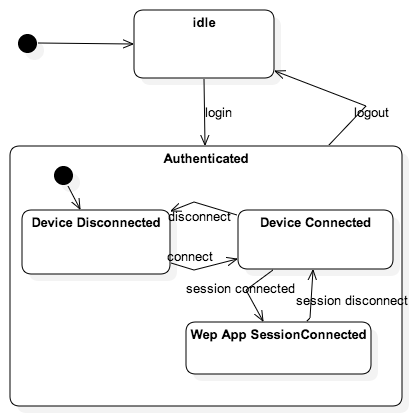 idle
login
logout
Authenticated
disconnect
Device Disconnected
Device Connected
connect
session connected
session disconnect
Wep App SessionConnected